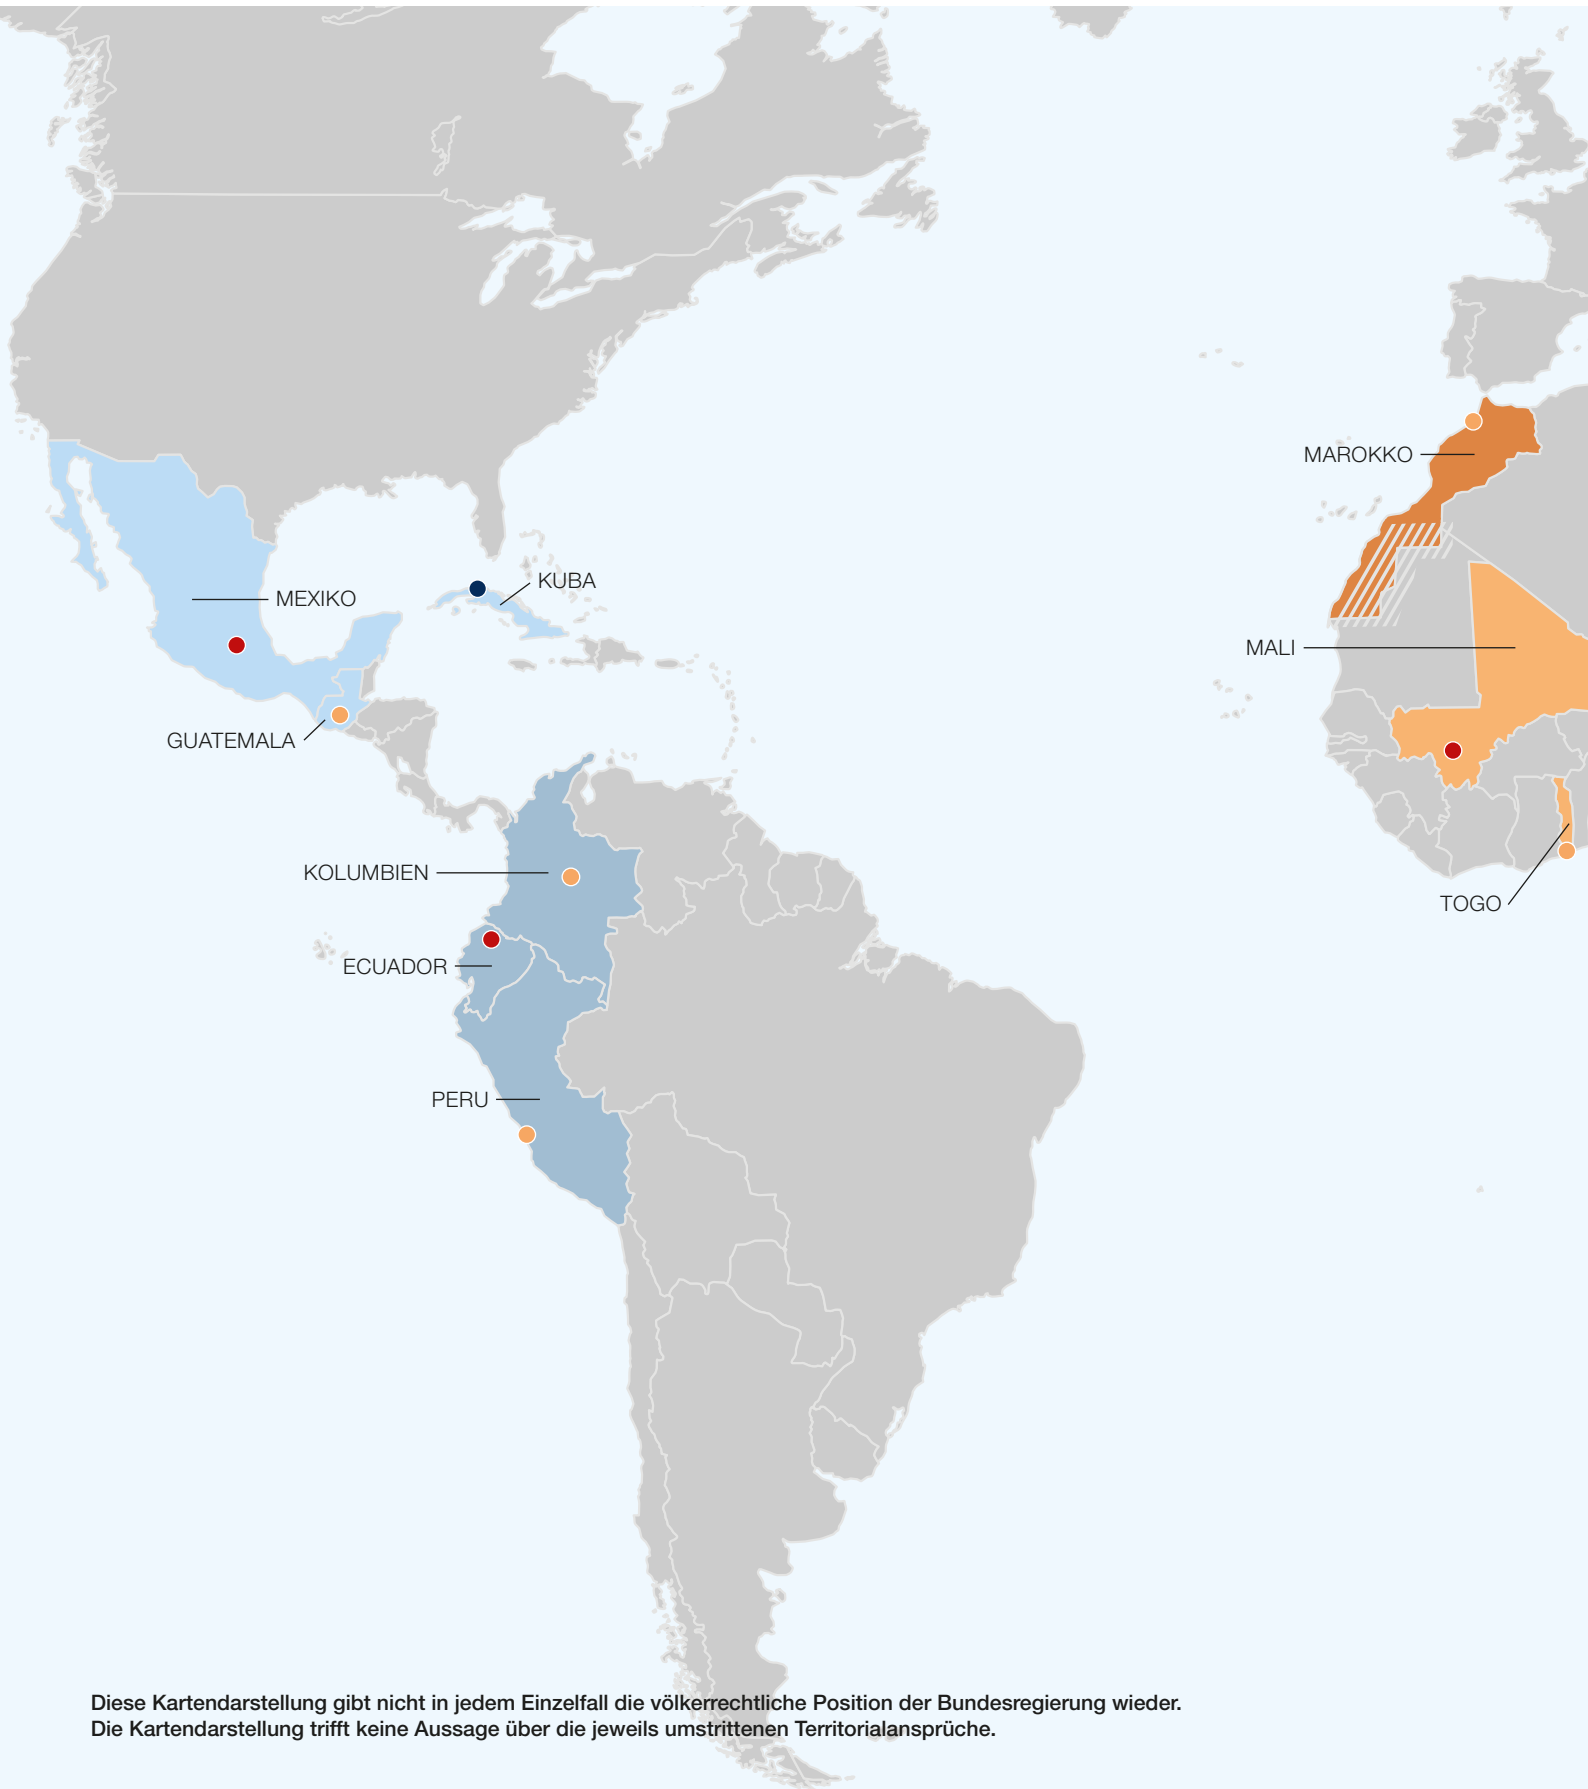 MAROKKO
KUBA
MEXIKO
MALI
GUATEMALA
KOLUMBIEN
TOGO
ECUADOR
PERU
Diese Kartendarstellung gibt nicht in jedem Einzelfall die völkerrechtliche Position der Bundesregierung wieder.
Die Kartendarstellung trifft keine Aussage über die jeweils umstrittenen Territorialansprüche.